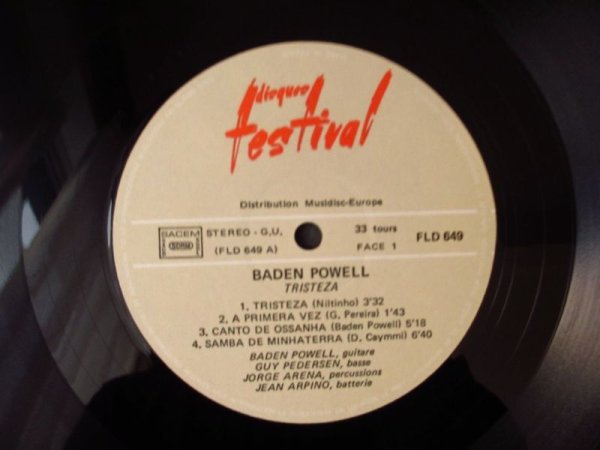 disques
festival
Distribution Musidisc-Europe
SACEM
SDRM
STEREO - G.U.
(FLD 649 A)
33 tours
FACE 1
FLD 649
BADEN POWELL
TRISTEZA
1. TRISTEZA (Niltinho) 3'32
2. A PRIMERA VEZ (G. Pereira) 1'43
3. CANTO DE OSSANHA (Baden Powell) 5'18
4. SAMBA DE MINHATERRA (D. Caymmi) 6'40
BADEN POWELL, guitare
GUY PEDERSEN, basse
JORGE ARENA, percussions
JEAN ARPINO, batterie